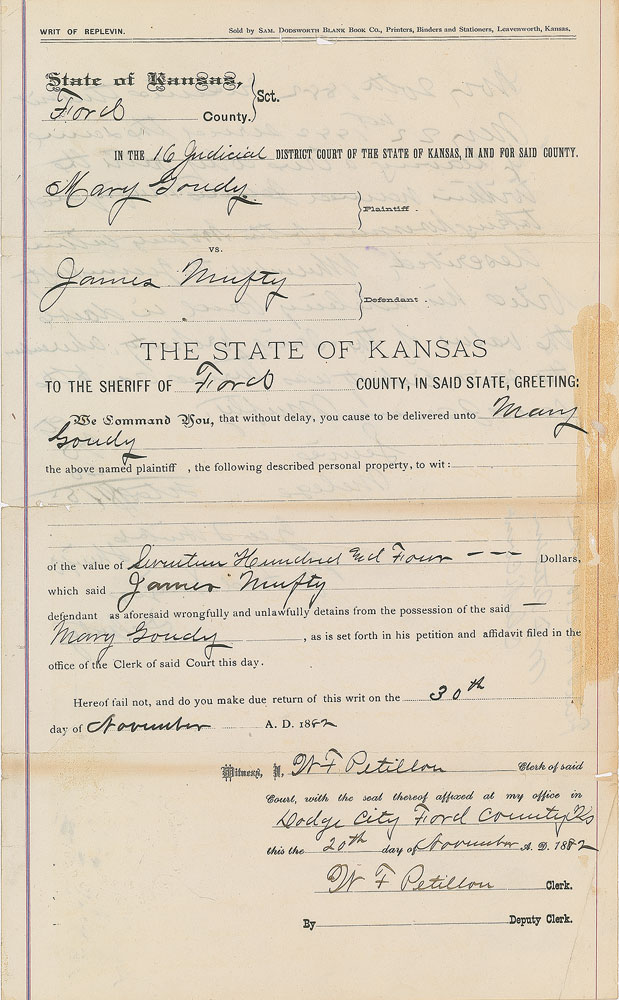 WRIT OF REPLEVIN. Sold by SAM. DODSWORTH BLANK BOOK CO., Printers, Binders and Stationers, Leavenworth, Kansas.
State of Kansas,
Ford County. } Sct.
IN THE 16 Judicial DISTRICT COURT OF THE STATE OF KANSAS, IN AND FOR SAID COUNTY.
Mary Goudy.
Plaintiff.
vs.
James Mufty
Defendant.
THE STATE OF KANSAS
TO THE SHERIFF OF Ford COUNTY, IN SAID STATE, GREETING:
We Command You, that without delay, you cause to be delivered unto Mary
Goudy
the above named plaintiff , the following described personal property, to wit:
of the value of Seventeen Hundred and Four — — — Dollars,
which said James Mufty
defendant as aforesaid wrongfully and unlawfully detains from the possession of the said —
Mary Goudy , as is set forth in his petition and affidavit filed in the
office of the Clerk of said Court this day.
Hereof fail not, and do you make due return of this writ on the 30th
day of November A. D. 1882
Witness, I, W F Petillon Clerk of said
Court, with the seal thereof affixed at my office in
Dodge City Ford County Ks
this the 20th day of November A. D. 1882
W F Petillon Clerk.
By Deputy Clerk.